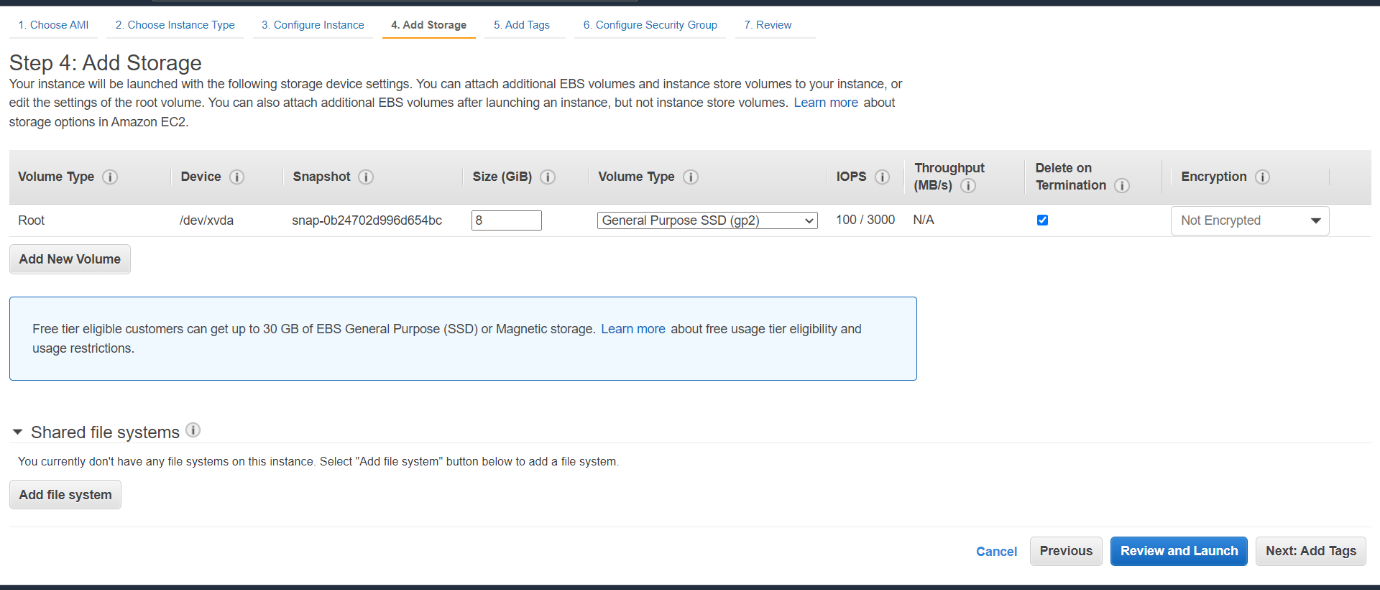 1. Choose AMI 2. Choose Instance Type 3. Configure Instance 4. Add Storage 5. Add Tags 6. Configure Security Group 7. Review
Step 4: Add Storage
Your instance will be launched with the following storage device settings. You can attach additional EBS volumes and instance store volumes to your instance, or
edit the settings of the root volume. You can also attach additional EBS volumes after launching an instance, but not instance store volumes. Learn more about
storage options in Amazon EC2.
Volume Type Device Snapshot Size (GiB) Volume Type IOPS Throughput (MB/s) Delete on Termination Encryption
Root /dev/xvda snap-0b24702d996d654bc 8 General Purpose SSD (gp2) 100 / 3000 N/A Not Encrypted
Add New Volume
Free tier eligible customers can get up to 30 GB of EBS General Purpose (SSD) or Magnetic storage. Learn more about free usage tier eligibility and
usage restrictions.
Shared file systems
You currently don't have any file systems on this instance. Select "Add file system" button below to add a file system.
Add file system
Cancel Previous Review and Launch Next: Add Tags